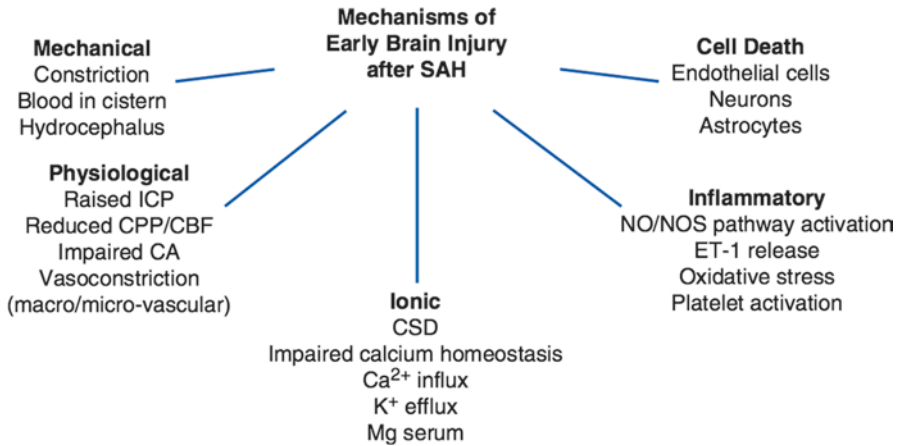 Mechanisms of
Early Brain Injury
after SAH
Mechanical
Constriction
Blood in cistern
Hydrocephalus
Physiological
Raised ICP
Reduced CPP/CBF
Impaired CA
Vasoconstriction
(macro/micro-vascular)
Ionic
CSD
Impaired calcium homeostasis
Ca²⁺ influx
K⁺ efflux
Mg serum
Inflammatory
NO/NOS pathway activation
ET-1 release
Oxidative stress
Platelet activation
Cell Death
Endothelial cells
Neurons
Astrocytes